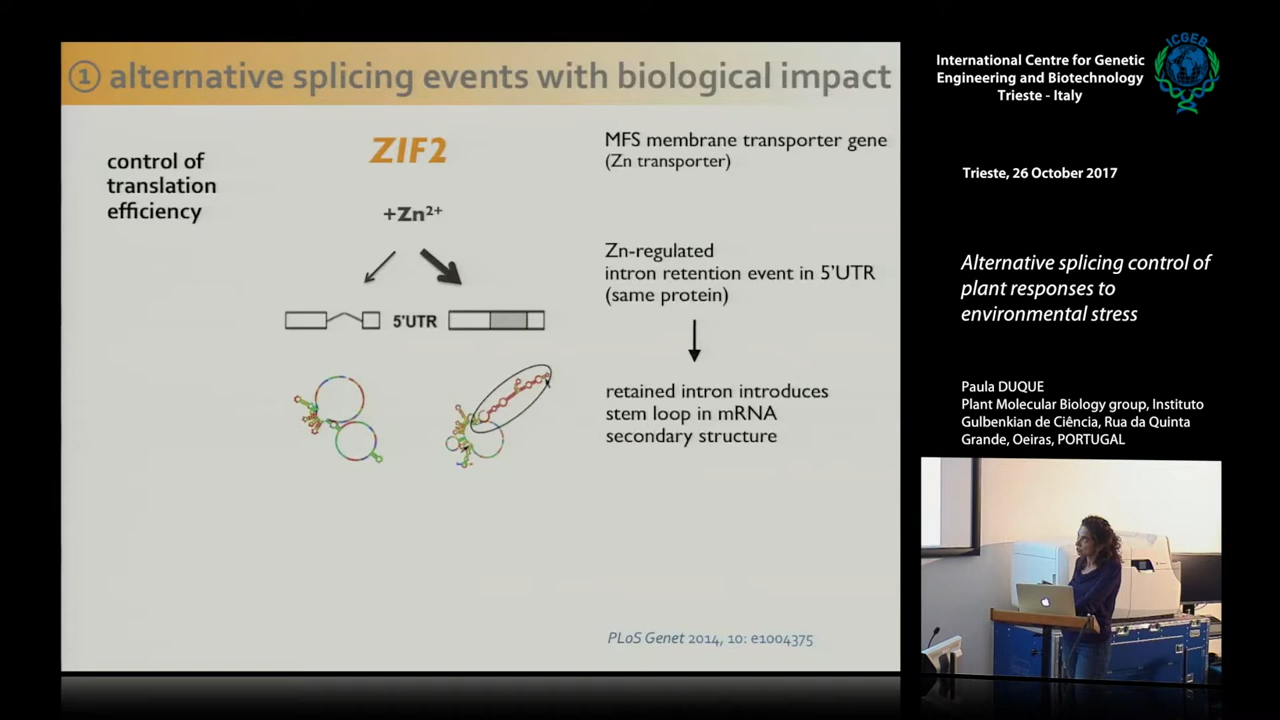 ① alternative splicing events with biological impact
control of
translation
efficiency
ZIF2
+Zn²⁺
5'UTR
MFS membrane transporter gene
(Zn transporter)
Zn-regulated
intron retention event in 5'UTR
(same protein)
retained intron introduces
stem loop in mRNA
secondary structure
PLoS Genet 2014, 10: e1004375
International Centre for Genetic
Engineering and Biotechnology
Trieste - Italy
ICGEB
Trieste, 26 October 2017
Alternative splicing control of
plant responses to
environmental stress
Paula DUQUE
Plant Molecular Biology group, Instituto
Gulbenkian de Ciência, Rua da Quinta
Grande, Oeiras, PORTUGAL